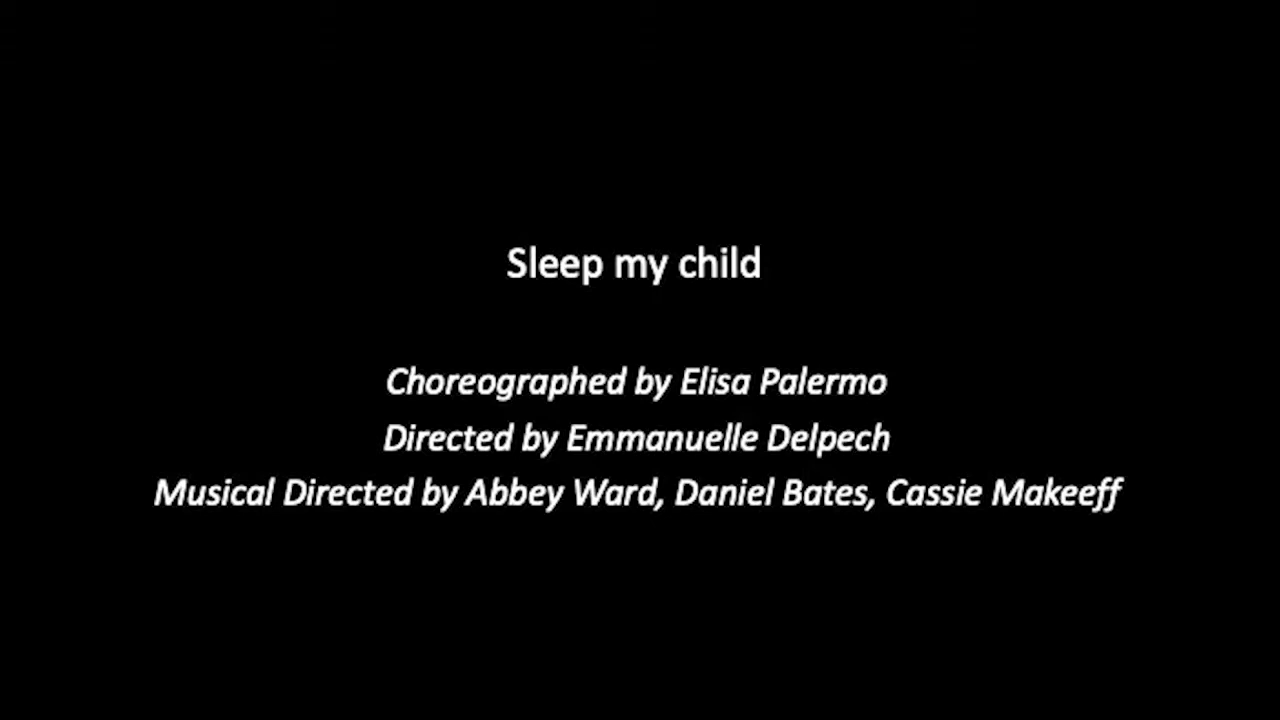 Sleep my child
Choreographed by Elisa Palermo
Directed by Emmanuelle Delpech
Musical Directed by Abbey Ward, Daniel Bates, Cassie Makeeff